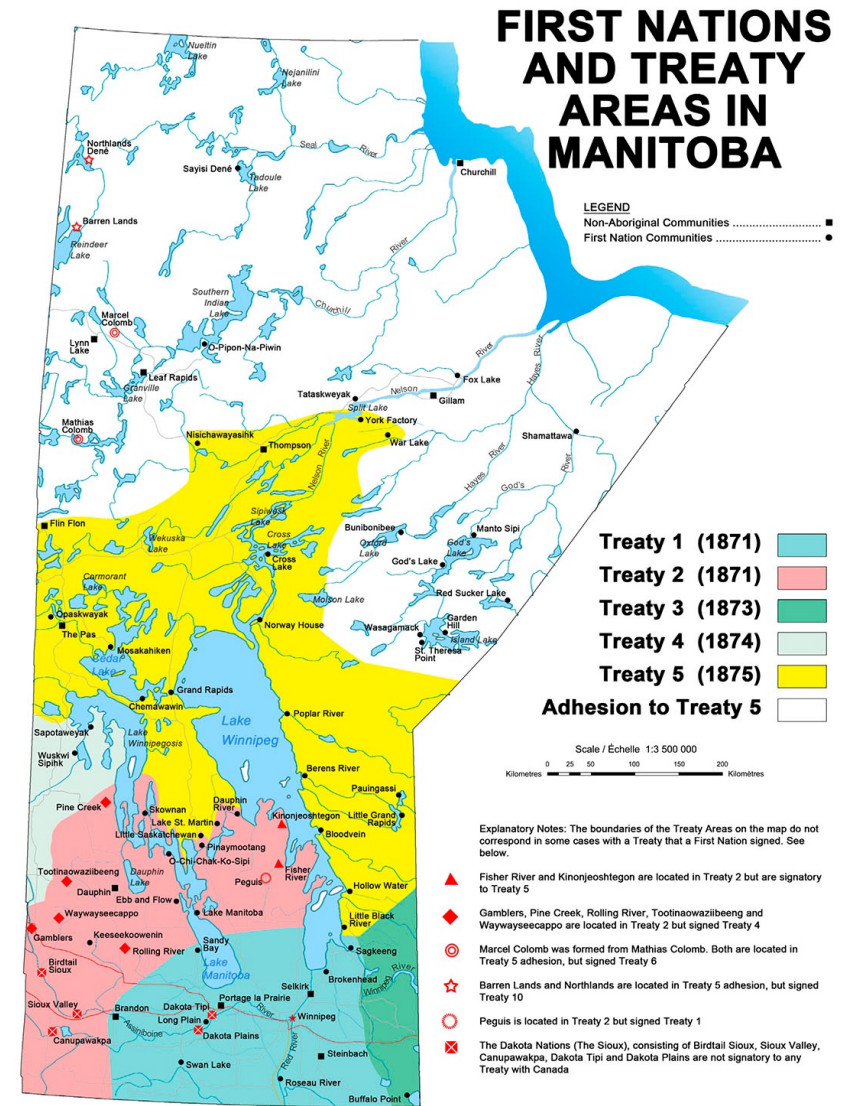 FIRST NATIONS
AND TREATY
AREAS IN
MANITOBA
LEGEND
Non-Aboriginal Communities
First Nation Communities
Nueltin
Lake
Nejanilini
Lake
Northlands
Dené
Seal River
Sayisi Dené
Tadoule
Lake
Churchill
Barren Lands
Reindeer
Lake
River
Southern
Indian
Lake
Churchill
Marcel
Colomb
Lynn
Lake
O-Pipon-Na-Piwin
River
Hayes River
Leaf Rapids
Granville
Lake
Fox Lake
Nelson
Tataskweyak
Gillam
Split Lake
Mathias
Colomb
York Factory
Nisichawayasihk
War Lake
Shamattawa
Thompson
Nelson River
Hayes River
River
God's
Flin Flon
Sipiwesk
Lake
Bunibonibee
Manto Sipi
Wekuska
Lake
Cross
Lake
Oxford
Lake
God's
Lake
Cross
Lake
God's Lake
Cormorant
Lake
Molson Lake
Red Sucker Lake
Opaskwayak
The Pas
Norway House
Garden
Hill
Wasagamack
Island Lake
St. Theresa
Point
Mosakahiken
Cedar
Lake
Grand Rapids
Chemawawin
Poplar River
Lake
Winnipeg
Sapotaweyak
Lake
Winnipegosis
Wuskwi
Sipihk
Berens River
Pauingassi
Pine Creek
Skownan
Dauphin
River
Lake St. Martin
Kinonjeoshtegon
Little Grand
Rapids
Little Saskatchewan
Bloodvein
Pinaymootang
O-Chi-Chak-Ko-Sipi
Tootinaowaziibeeng
Dauphin
Lake
Fisher
River
Peguis
Dauphin
Hollow Water
Ebb and Flow
Waywayseecappo
Lake Manitoba
Little Black
River
Gamblers
Keeseekoowenin
Rolling River
Sandy
Bay
Sagkeeng
Birdtail
Sioux
Lake
Manitoba
Brokenhead
Winnipeg River
Selkirk
Sioux Valley
Brandon
Dakota Tipi
Portage la Prairie
Long Plain
River
Winnipeg
Assiniboine
Dakota Plains
Canupawakpa
Red River
Steinbach
Swan Lake
Roseau River
Buffalo Point
Treaty 1 (1871)
Treaty 2 (1871)
Treaty 3 (1873)
Treaty 4 (1874)
Treaty 5 (1875)
Adhesion to Treaty 5
Scale / Échelle 1:3 500 000
Kilometres 0 25 50 100 150 200 Kilomètres
Explanatory Notes: The boundaries of the Treaty Areas on the map do not
correspond in some cases with a Treaty that a First Nation signed. See
below.
Fisher River and Kinonjeoshtegon are located in Treaty 2 but are signatory
to Treaty 5
Gamblers, Pine Creek, Rolling River, Tootinaowaziibeeng and
Waywayseecappo are located in Treaty 2 but signed Treaty 4
Marcel Colomb was formed from Mathias Colomb. Both are located in
Treaty 5 adhesion, but signed Treaty 6
Barren Lands and Northlands are located in Treaty 5 adhesion, but signed
Treaty 10
Peguis is located in Treaty 2 but signed Treaty 1
The Dakota Nations (The Sioux), consisting of Birdtail Sioux, Sioux Valley,
Canupawakpa, Dakota Tipi and Dakota Plains are not signatory to any
Treaty with Canada